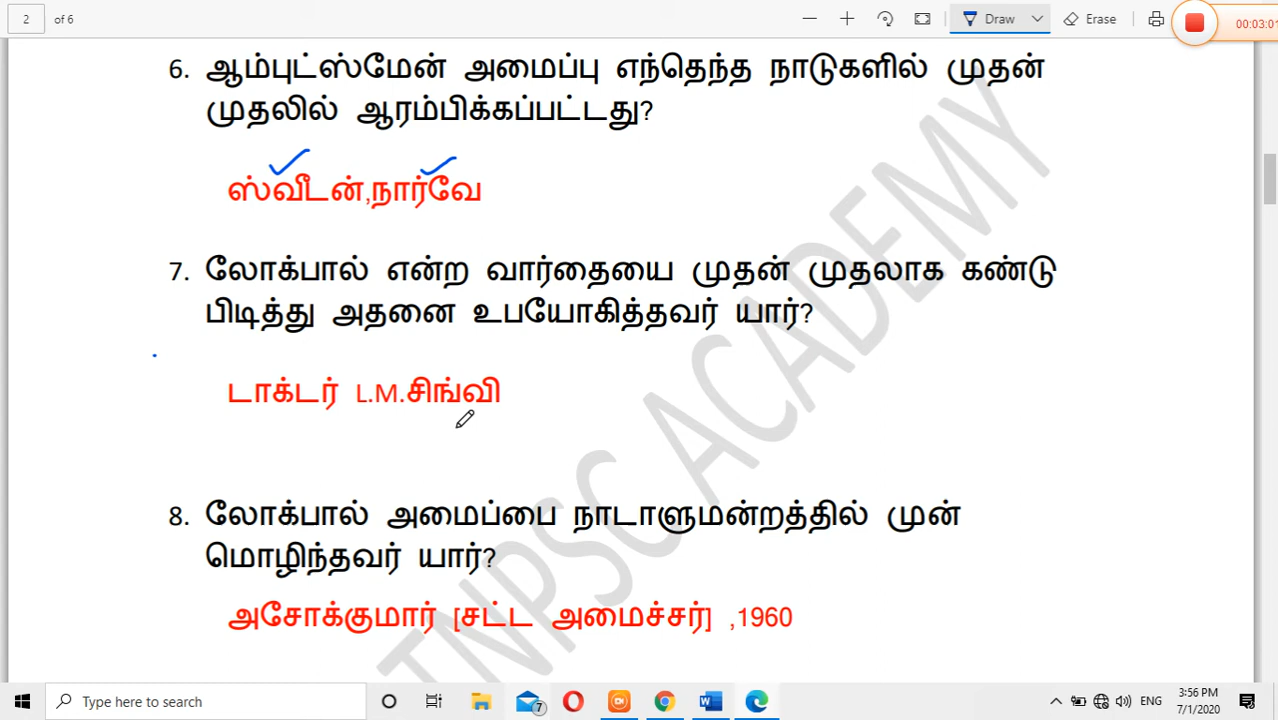 2 of 6 Draw Erase 00:03:01
6. ஆம்புட்ஸ்மேன் அமைப்பு எந்தெந்த நாடுகளில் முதன்
முதலில் ஆரம்பிக்கப்பட்டது?
ஸ்வீடன்,நார்வே
7. லோக்பால் என்ற வார்தையை முதன் முதலாக கண்டு
பிடித்து அதனை உபயோகித்தவர் யார்?
டாக்டர் L.M.சிங்வி
8. லோக்பால் அமைப்பை நாடாளுமன்றத்தில் முன்
மொழிந்தவர் யார்?
அசோக்குமார் [சட்ட அமைச்சர்] ,1960
TNPSC ACADEMY
Type here to search 7 ENG 3:56 PM
7/1/2020